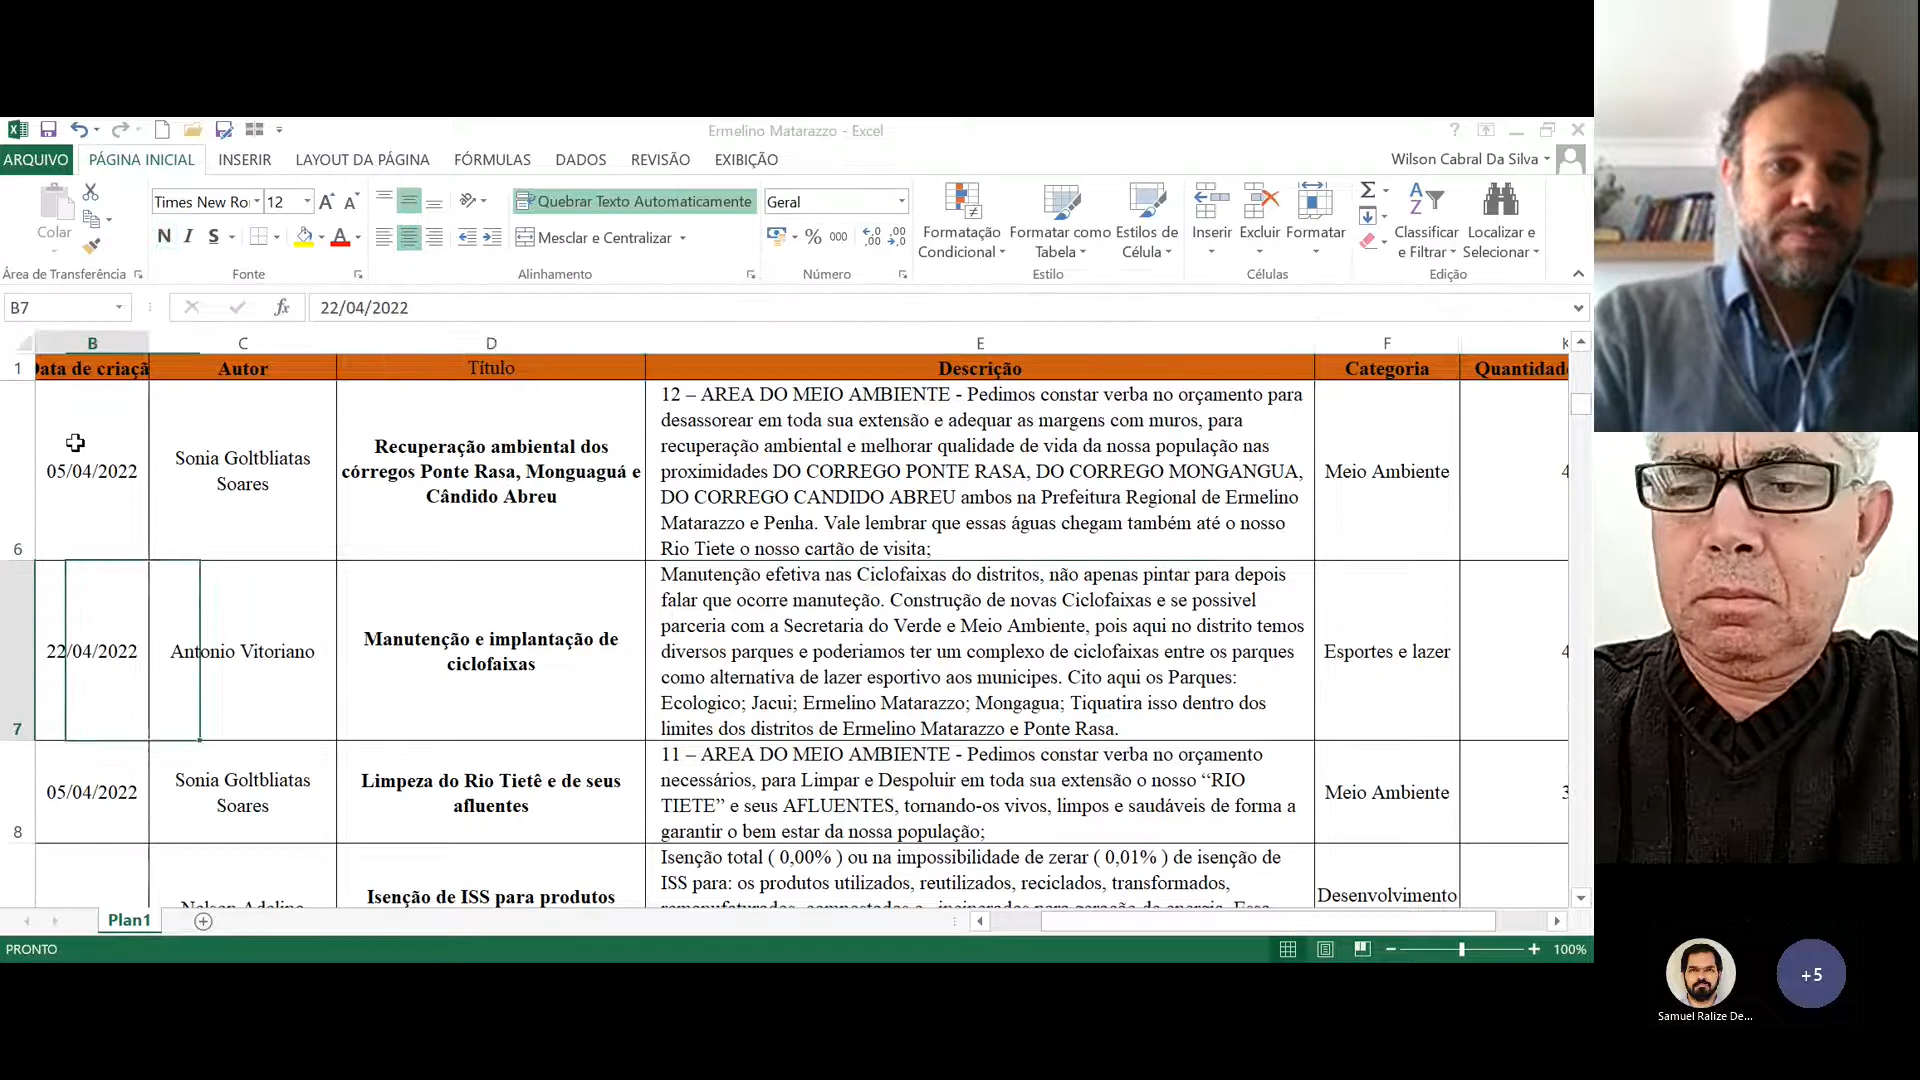 Ermelino Matarazzo - Excel
?
ARQUIVO PÁGINA INICIAL INSERIR LAYOUT DA PÁGINA FÓRMULAS DADOS REVISÃO EXIBIÇÃO Wilson Cabral Da Silva
Colar
Área de Transferência
Times New Ro 12
N I S
Fonte
Quebrar Texto Automaticamente
Mesclar e Centralizar
Alinhamento
Geral
% 000
Número
Formatação
Condicional
Formatar como
Tabela
Estilos de
Célula
Estilo
Inserir
Excluir
Formatar
Células
Classificar
e Filtrar
Localizar e
Selecionar
Edição
B7 fx 22/04/2022
B C D E F K
1 Data de criaçã Autor Título Descrição Categoria Quantidad
6
05/04/2022
Sonia Goltbliatas
Soares
Recuperação ambiental dos
córregos Ponte Rasa, Monguaguá e
Cândido Abreu
12 – AREA DO MEIO AMBIENTE - Pedimos constar verba no orçamento para
desassorear em toda sua extensão e adequar as margens com muros, para
recuperação ambiental e melhorar qualidade de vida da nossa população nas
proximidades DO CORREGO PONTE RASA, DO CORREGO MONGANGUA,
DO CORREGO CANDIDO ABREU ambos na Prefeitura Regional de Ermelino
Matarazzo e Penha. Vale lembrar que essas águas chegam também até o nosso
Rio Tiete o nosso cartão de visita;
Meio Ambiente
4
7
22/04/2022
Antonio Vitoriano
Manutenção e implantação de
ciclofaixas
Manutenção efetiva nas Ciclofaixas do distritos, não apenas pintar para depois
falar que ocorre manuteção. Construção de novas Ciclofaixas e se possivel
parceria com a Secretaria do Verde e Meio Ambiente, pois aqui no distrito temos
diversos parques e poderiamos ter um complexo de ciclofaixas entre os parques
como alternativa de lazer esportivo aos municipes. Cito aqui os Parques:
Ecologico; Jacui; Ermelino Matarazzo; Mongagua; Tiquatira isso dentro dos
limites dos distritos de Ermelino Matarazzo e Ponte Rasa.
Esportes e lazer
4
8
05/04/2022
Sonia Goltbliatas
Soares
Limpeza do Rio Tietê e de seus
afluentes
11 – AREA DO MEIO AMBIENTE - Pedimos constar verba no orçamento
necessários, para Limpar e Despoluir em toda sua extensão o nosso “RIO
TIETE” e seus AFLUENTES, tornando-os vivos, limpos e saudáveis de forma a
garantir o bem estar da nossa população;
Meio Ambiente
3
Isenção de ISS para produtos
Isenção total ( 0,00% ) ou na impossibilidade de zerar ( 0,01% ) de isenção de
ISS para: os produtos utilizados, reutilizados, reciclados, transformados,
Desenvolvimento
Plan1
PRONTO
100%
+5
Samuel Ralize De...